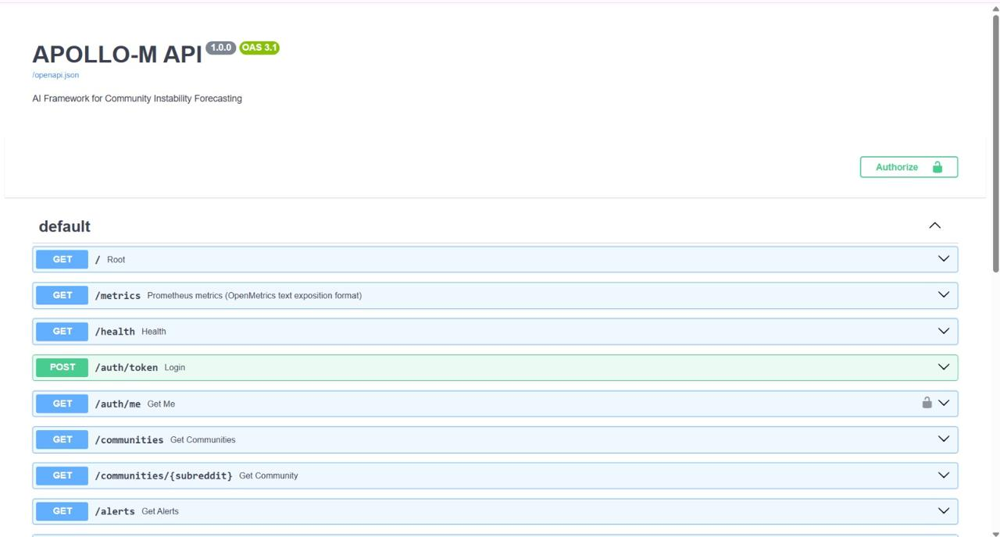 APOLLO-M API 1.0.0 OAS 3.1
/openapi.json
AI Framework for Community Instability Forecasting
Authorize
default
GET / Root
GET /metrics Prometheus metrics (OpenMetrics text exposition format)
GET /health Health
POST /auth/token Login
GET /auth/me Get Me
GET /communities Get Communities
GET /communities/{subreddit} Get Community
GET /alerts Get Alerts